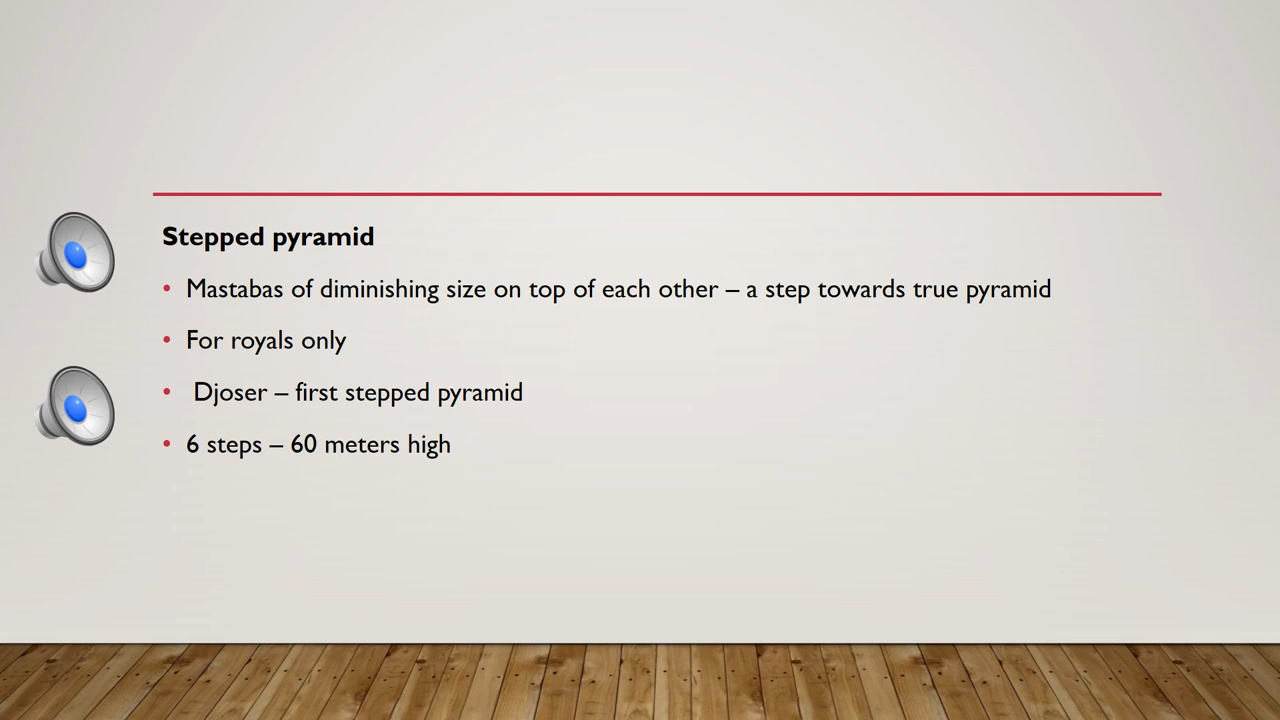 Stepped pyramid
• Mastabas of diminishing size on top of each other – a step towards true pyramid
• For royals only
• Djoser – first stepped pyramid
• 6 steps – 60 meters high